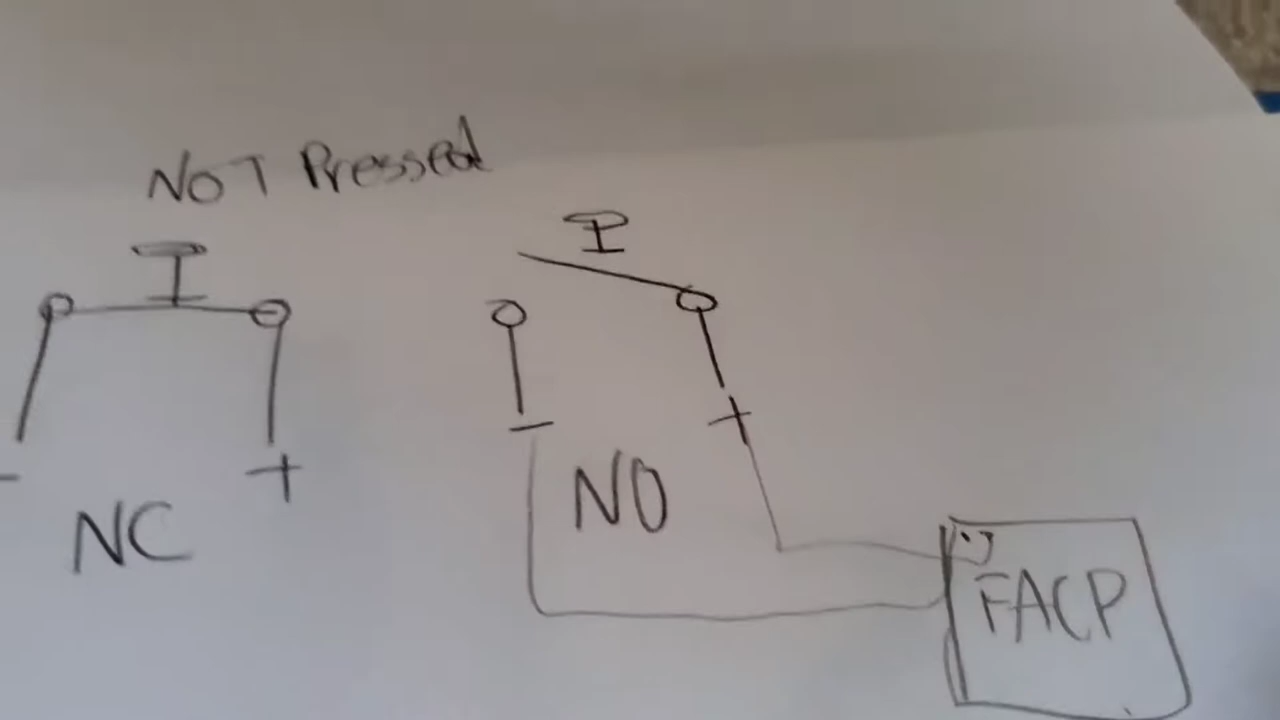 NOT Pressed
- +
NC
- +
NO
FACP